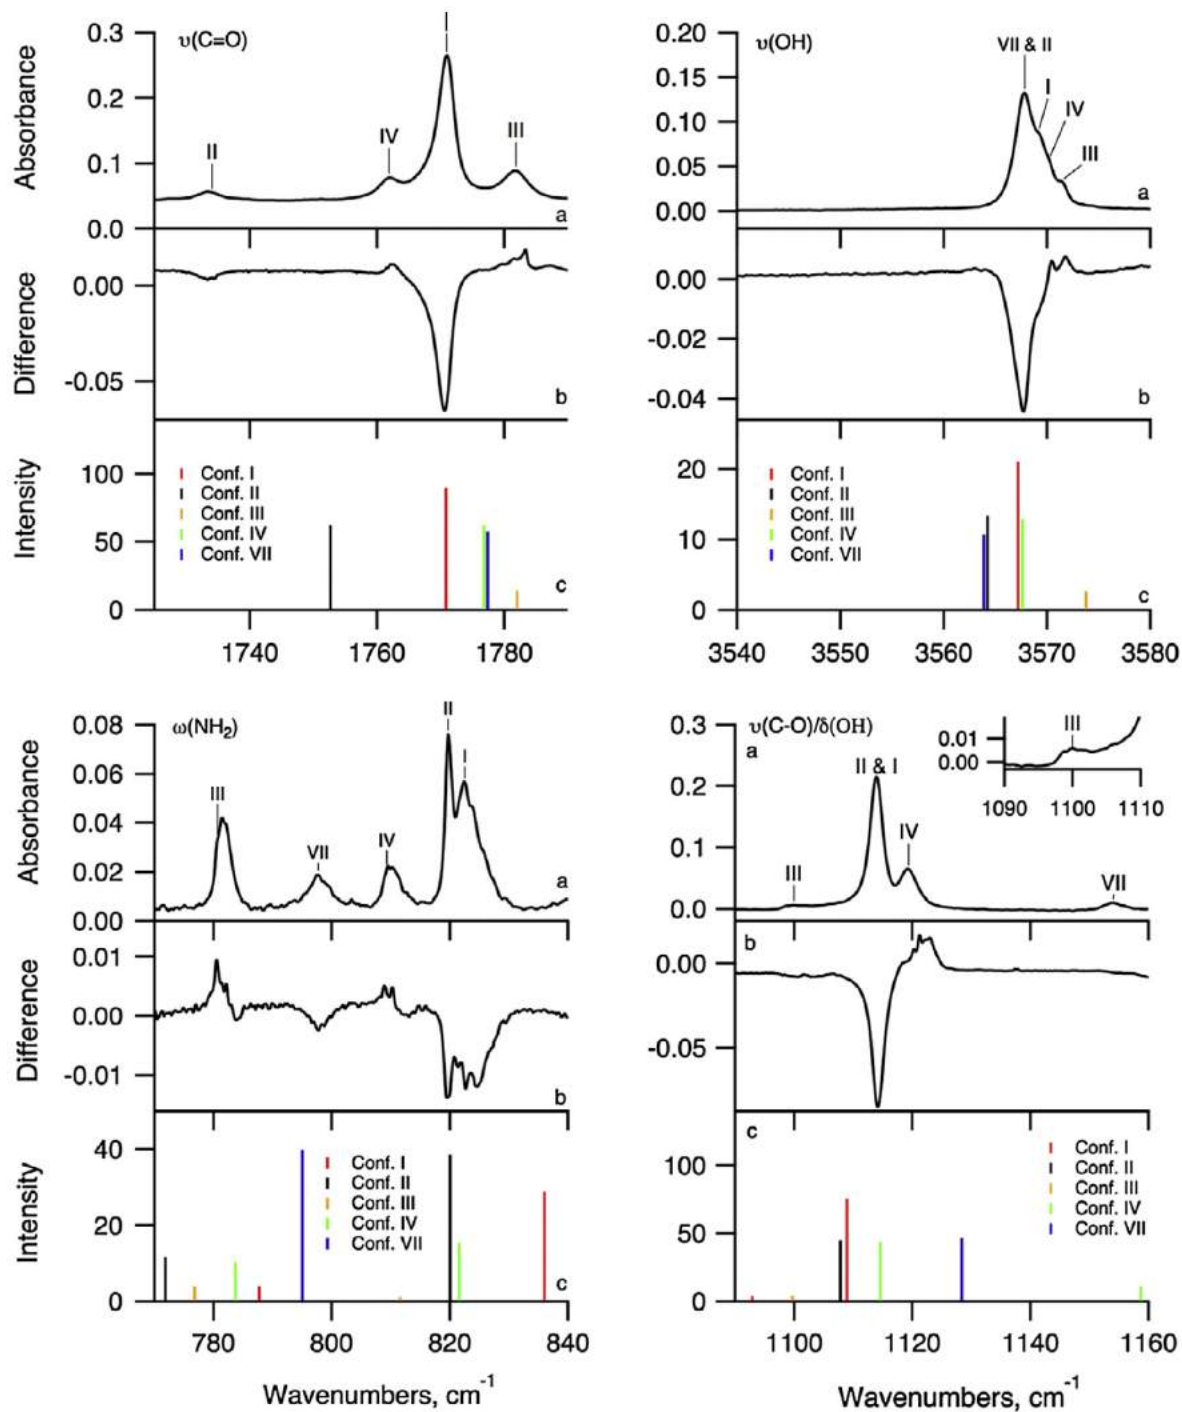 υ(C=O)
Absorbance
0.3
0.2
0.1
0.0
II
IV
I
III
a
Difference
0.00
-0.05
b
Intensity
100
50
0
Conf. I
Conf. II
Conf. III
Conf. IV
Conf. VII
c
1740 1760 1780
υ(OH)
0.20
0.15
0.10
0.05
0.00
VII & II
I
IV
III
a
0.00
-0.02
-0.04
b
20
10
0
Conf. I
Conf. II
Conf. III
Conf. IV
Conf. VII
c
3540 3550 3560 3570 3580
ω(NH2)
Absorbance
0.08
0.06
0.04
0.02
0.00
III
VII
IV
II
I
a
Difference
0.01
0.00
-0.01
b
Intensity
40
20
0
Conf. I
Conf. II
Conf. III
Conf. IV
Conf. VII
c
780 800 820 840
Wavenumbers, cm-1
υ(C-O)/δ(OH)
a
0.3
0.2
0.1
0.0
III
II & I
IV
VII
III
0.01
0.00
1090 1100 1110
b
0.00
-0.05
c
100
50
0
Conf. I
Conf. II
Conf. III
Conf. IV
Conf. VII
1100 1120 1140 1160
Wavenumbers, cm-1